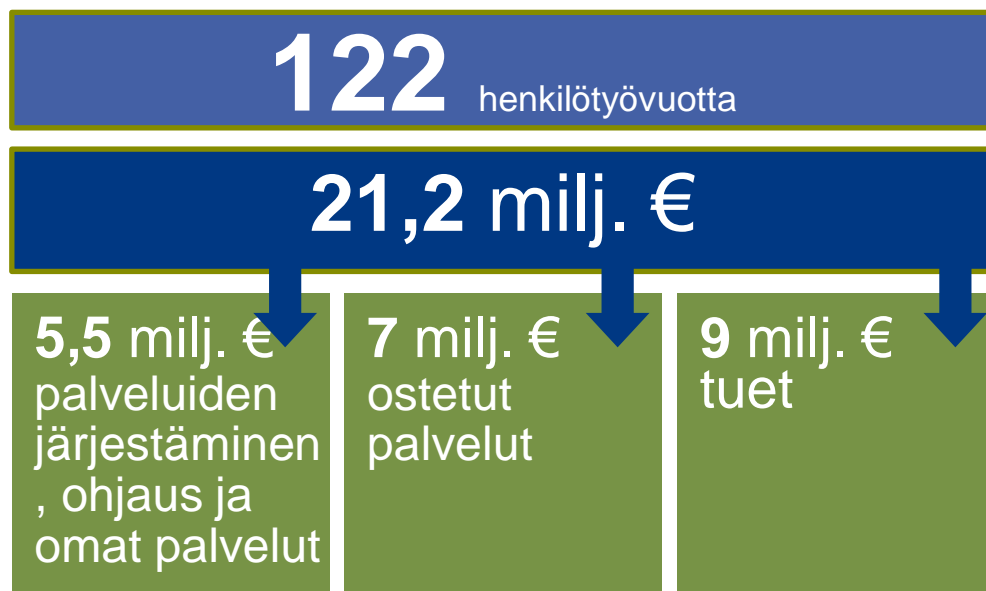 122 henkilötyövuotta
21,2 milj. €
5,5 milj. €
palveluiden
järjestäminen
, ohjaus ja
omat palvelut
7 milj. €
ostetut
palvelut
9 milj. €
tuet